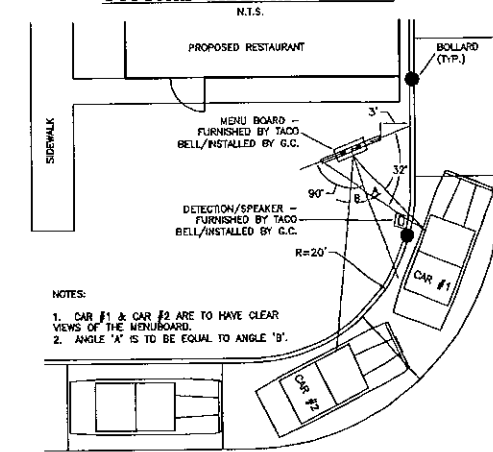 N.T.S.
PROPOSED RESTAURANT
BOLLARD
(TYP.)
SIDEWALK
MENU BOARD –
FURNISHED BY TACO
BELL/INSTALLED BY G.C.
3'
32'
90'
B
A
DETECTION/SPEAKER –
FURNISHED BY TACO
BELL/INSTALLED BY G.C.
R=20'
CAR #1
NOTES:
1. CAR #1 & CAR #2 ARE TO HAVE CLEAR
VIEWS OF THE MENUBOARD.
2. ANGLE 'A' IS TO BE EQUAL TO ANGLE 'B'.
CAR #2